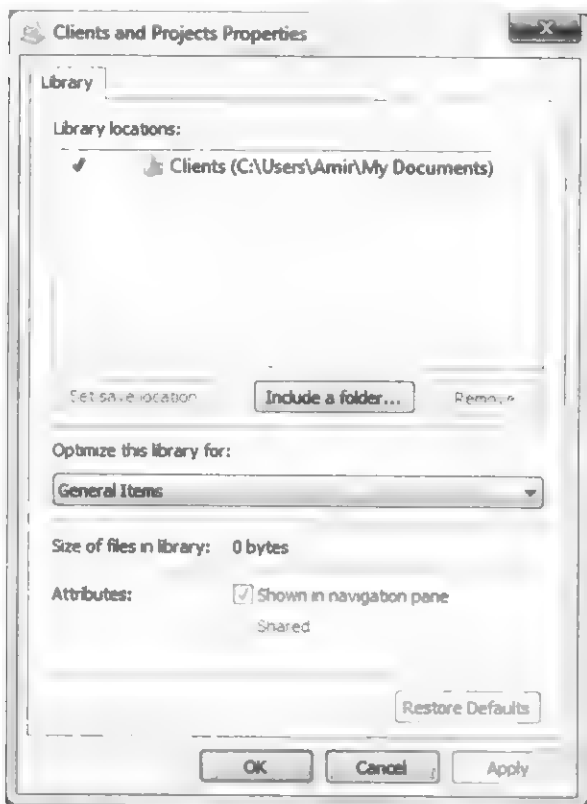 Clients and Projects Properties
Library
Library locations:
Clients (C:\Users\Amir\My Documents)
Set save location Include a folder... Remove
Optimize this library for:
General Items
Size of files in library: 0 bytes
Attributes: Shown in navigation pane
Shared
Restore Defaults
OK Cancel Apply